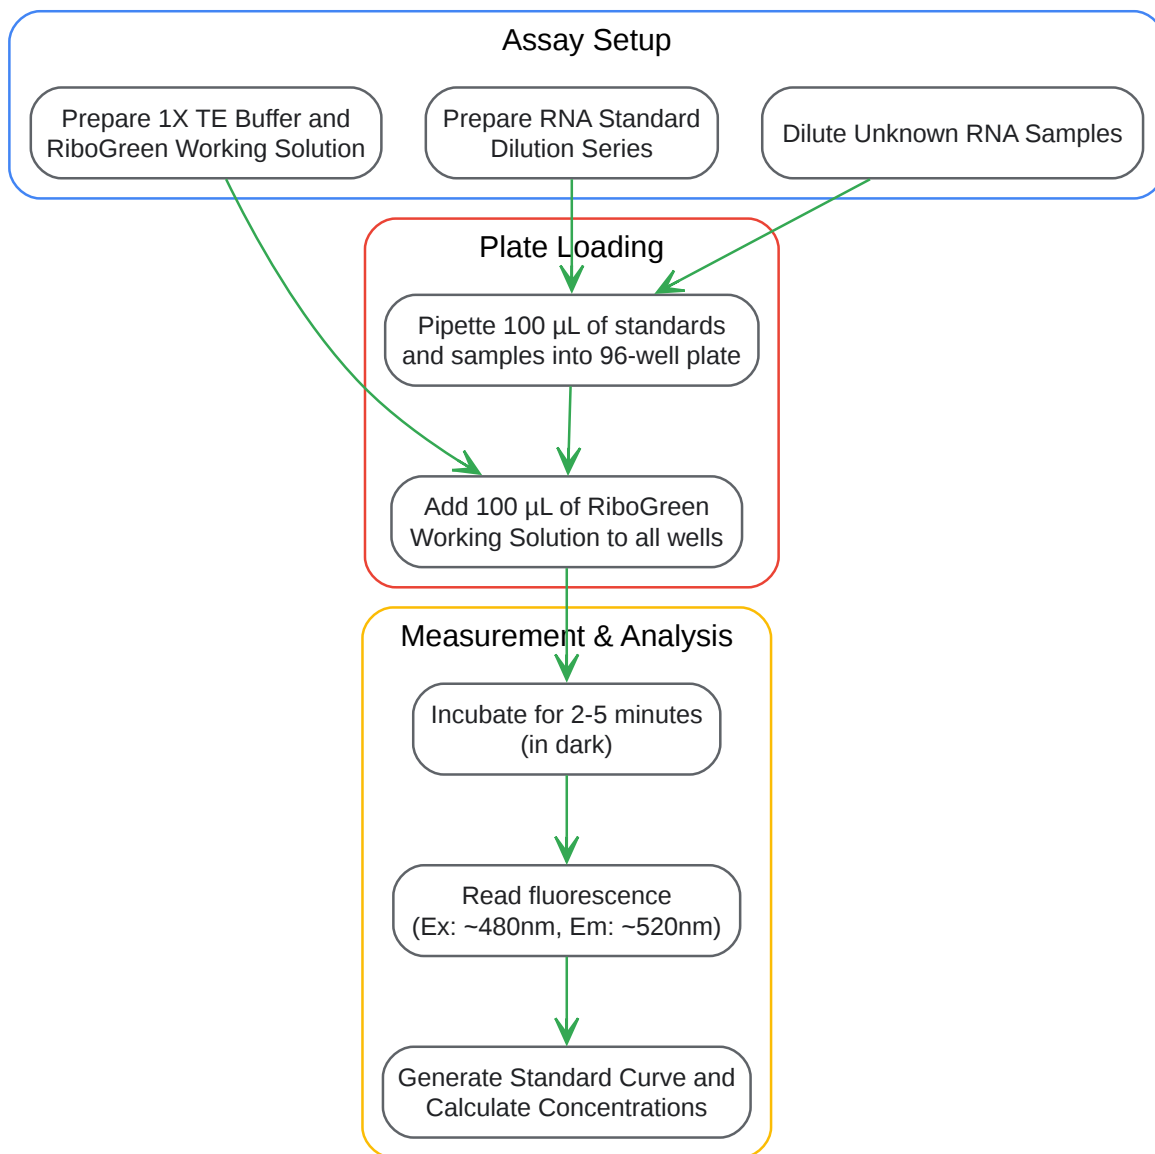 Assay Setup
Prepare 1X TE Buffer and
RiboGreen Working Solution
Prepare RNA Standard
Dilution Series
Dilute Unknown RNA Samples
Plate Loading
Pipette 100 µL of standards
and samples into 96-well plate
Add 100 µL of RiboGreen
Working Solution to all wells
Measurement & Analysis
Incubate for 2-5 minutes
(in dark)
Read fluorescence
(Ex: ~480nm, Em: ~520nm)
Generate Standard Curve and
Calculate Concentrations